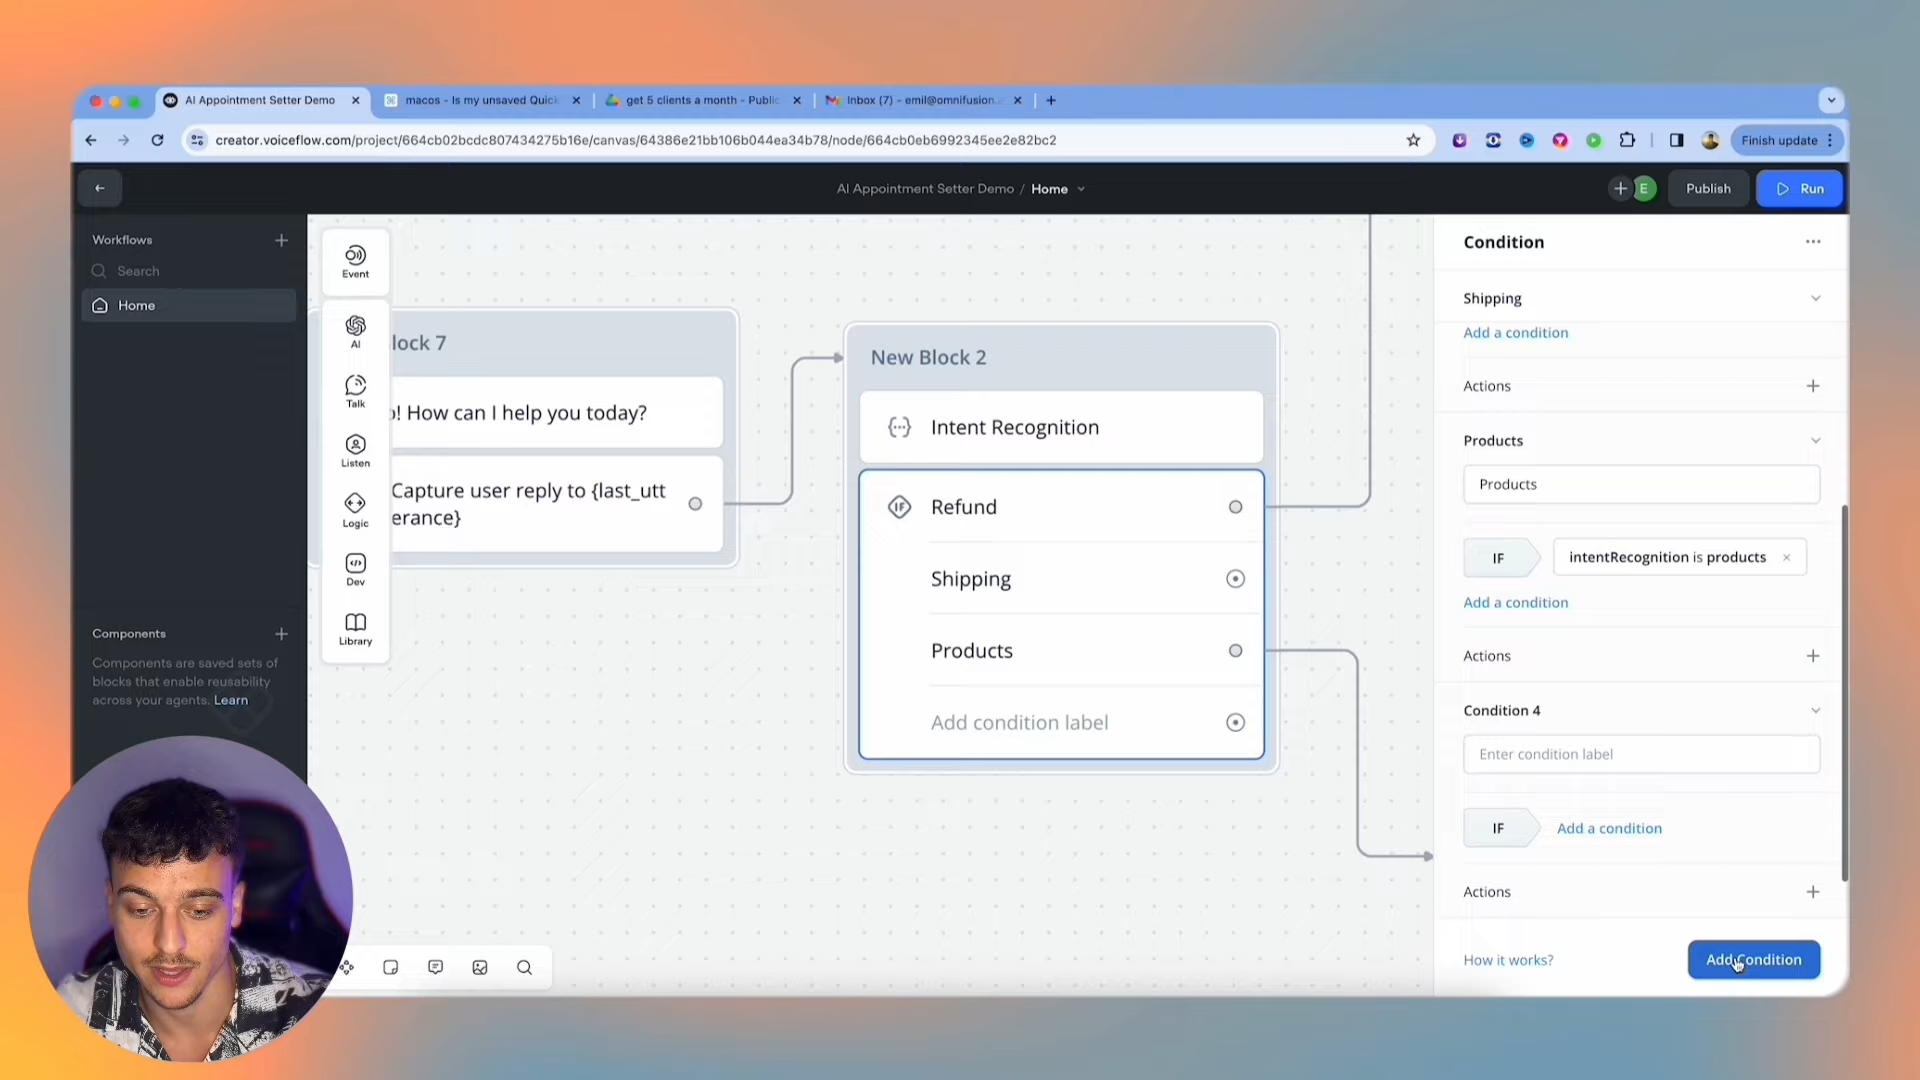 AI Appointment Setter Demo
macos - Is my unsaved Quick
get 5 clients a month - Public
Inbox (7) - emil@omnifusion.
creator.voiceflow.com/project/664cb02bcdc807434275b16e/canvas/64386e21bb106b044ea34b78/node/664cb0eb6992345ee2e82bc2
Finish update
AI Appointment Setter Demo / Home
E
Publish
Run
Workflows
Search
Home
Components
Components are saved sets of
blocks that enable reusability
across your agents. Learn
Event
AI
Talk
Listen
Logic
Dev
Library
lock 7
! How can I help you today?
Capture user reply to {last_utt
erance}
New Block 2
Intent Recognition
IF
Refund
Shipping
Products
Add condition label
Condition
Shipping
Add a condition
Actions
Products
Products
IF
intentRecognition is products
Add a condition
Actions
Condition 4
Enter condition label
IF
Add a condition
Actions
How it works?
Add Condition